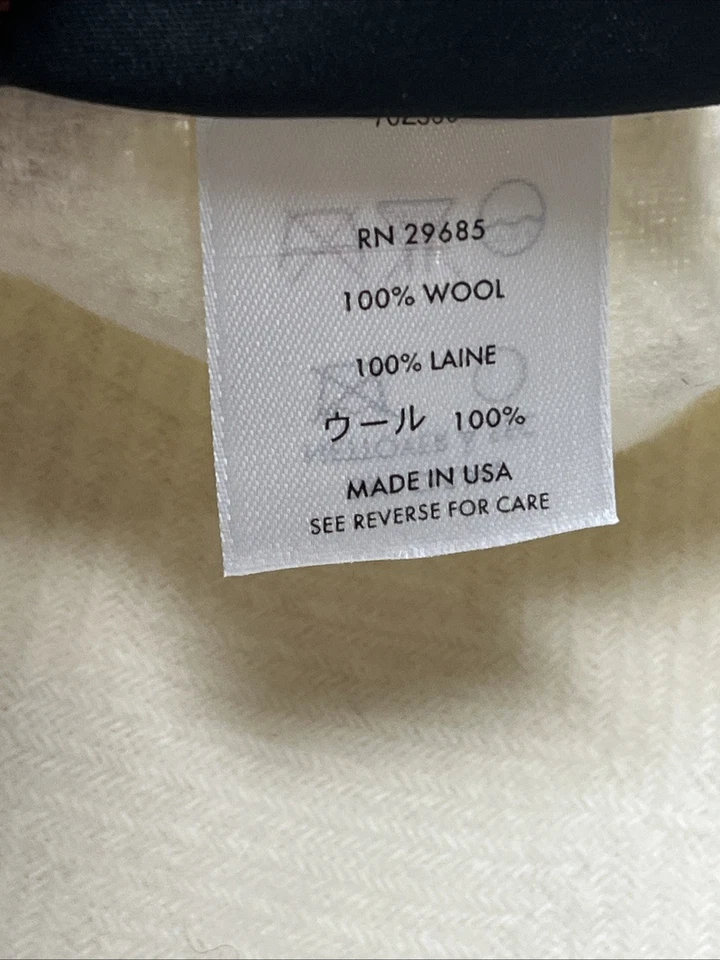 RN 29685
100% WOOL
100% LAINE
ウール 100%
MADE IN USA
SEE REVERSE FOR CARE